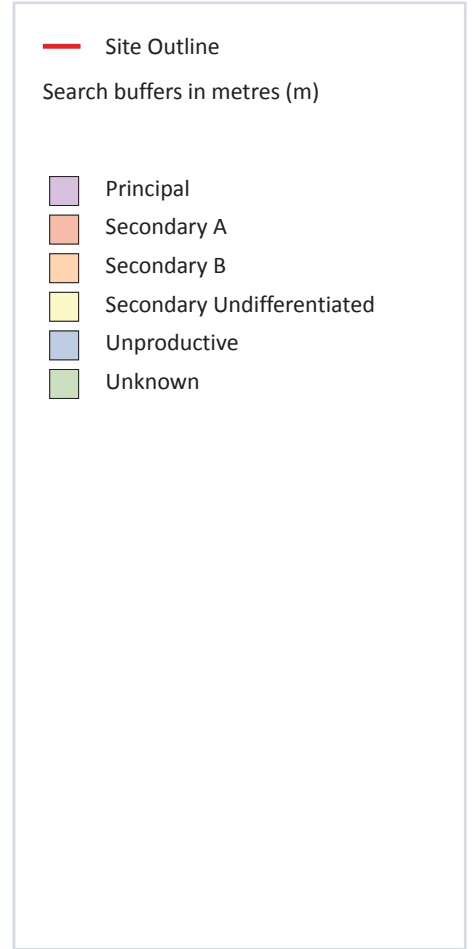 Site Outline
Search buffers in metres (m)
Principal
Secondary A
Secondary B
Secondary Undifferentiated
Unproductive
Unknown